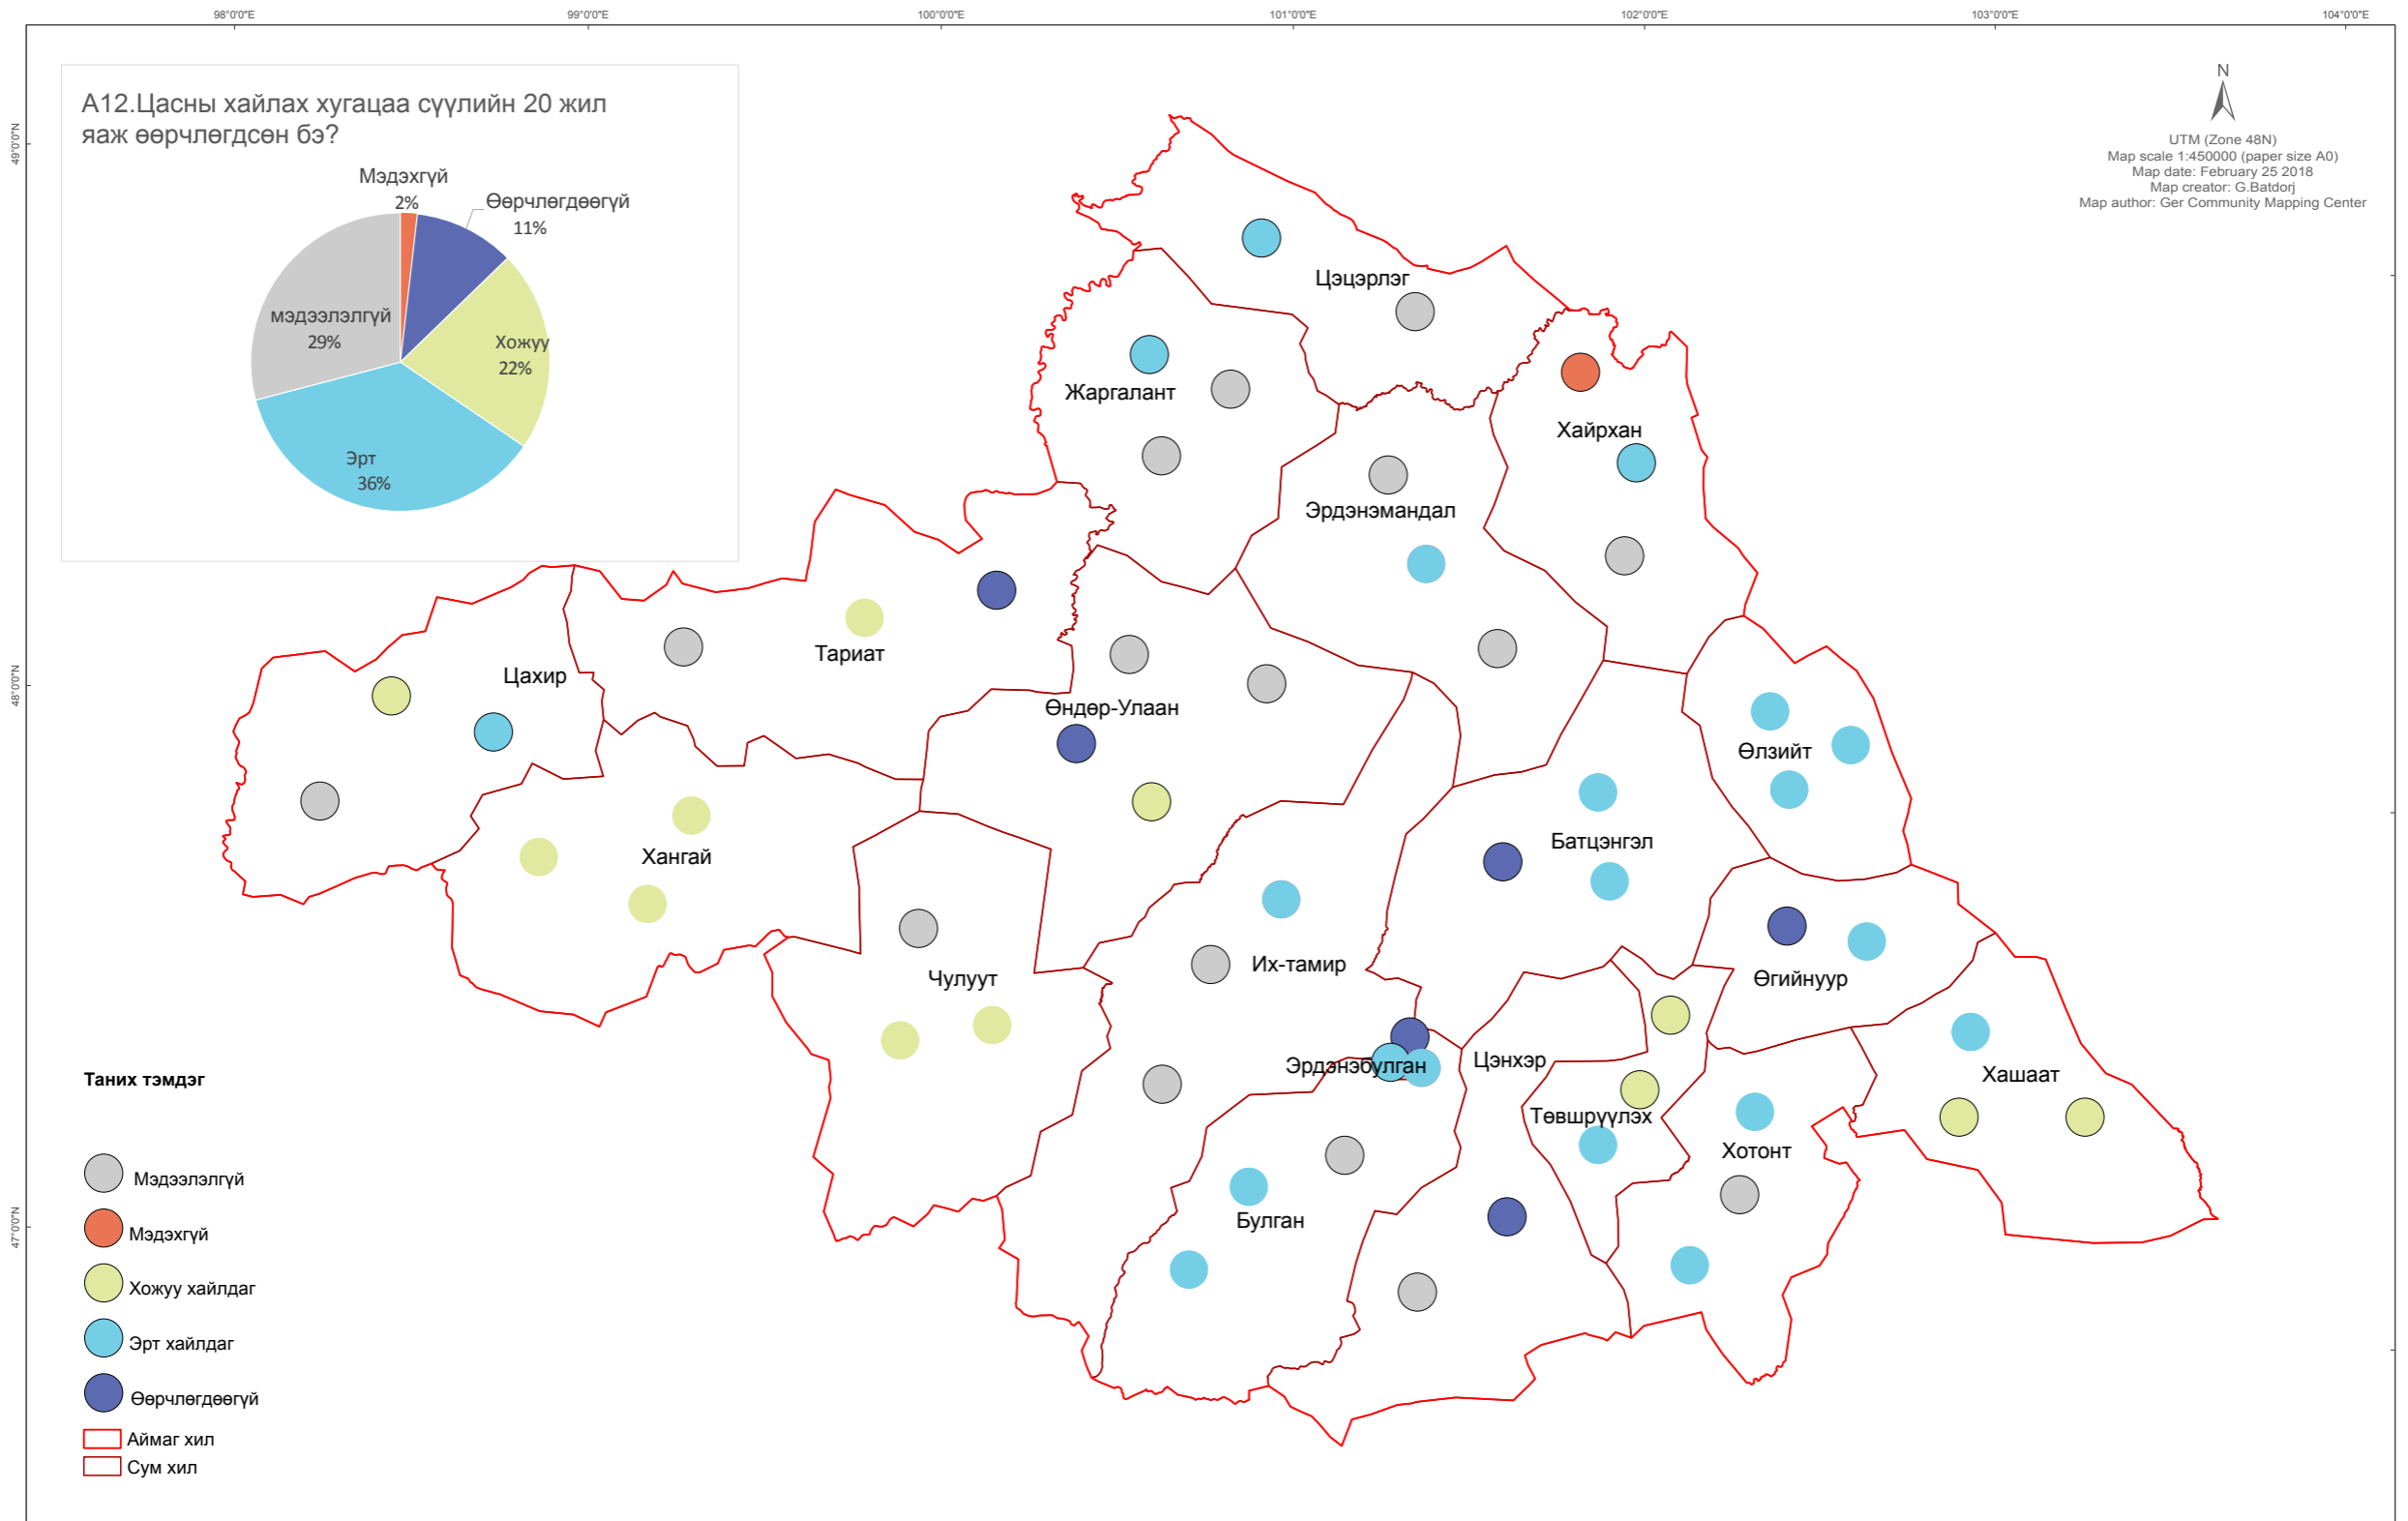 98°0'0"E
99°0'0"E
100°0'0"E
101°0'0"E
102°0'0"E
103°0'0"E
104°0'0"E
49°0'0"N
48°0'0"N
47°0'0"N
А12.Цасны хайлах хугацаа сүүлийн 20 жил
яаж өөрчлөгдсөн бэ?
Мэдэхгүй
2%
Өөрчлөгдөөгүй
11%
Хожуу
22%
Эрт
36%
мэдээлэлгүй
29%
N
UTM (Zone 48N)
Map scale 1:450000 (paper size A0)
Map date: February 25 2018
Map creator: G.Batdorj
Map author: Ger Community Mapping Center
Цэцэрлэг
Жаргалант
Хайрхан
Эрдэнэмандал
Тариат
Цахир
Өндөр-Улаан
Өлзийт
Батцэнгэл
Хангай
Чулуут
Их-тамир
Өгийнуур
Эрдэнэбулган
Цэнхэр
Хашаат
Төвшрүүлэх
Хотонт
Булган
Таних тэмдэг
Мэдээлэлгүй
Мэдэхгүй
Хожуу хайлдаг
Эрт хайлдаг
Өөрчлөгдөөгүй
Аймаг хил
Сум хил